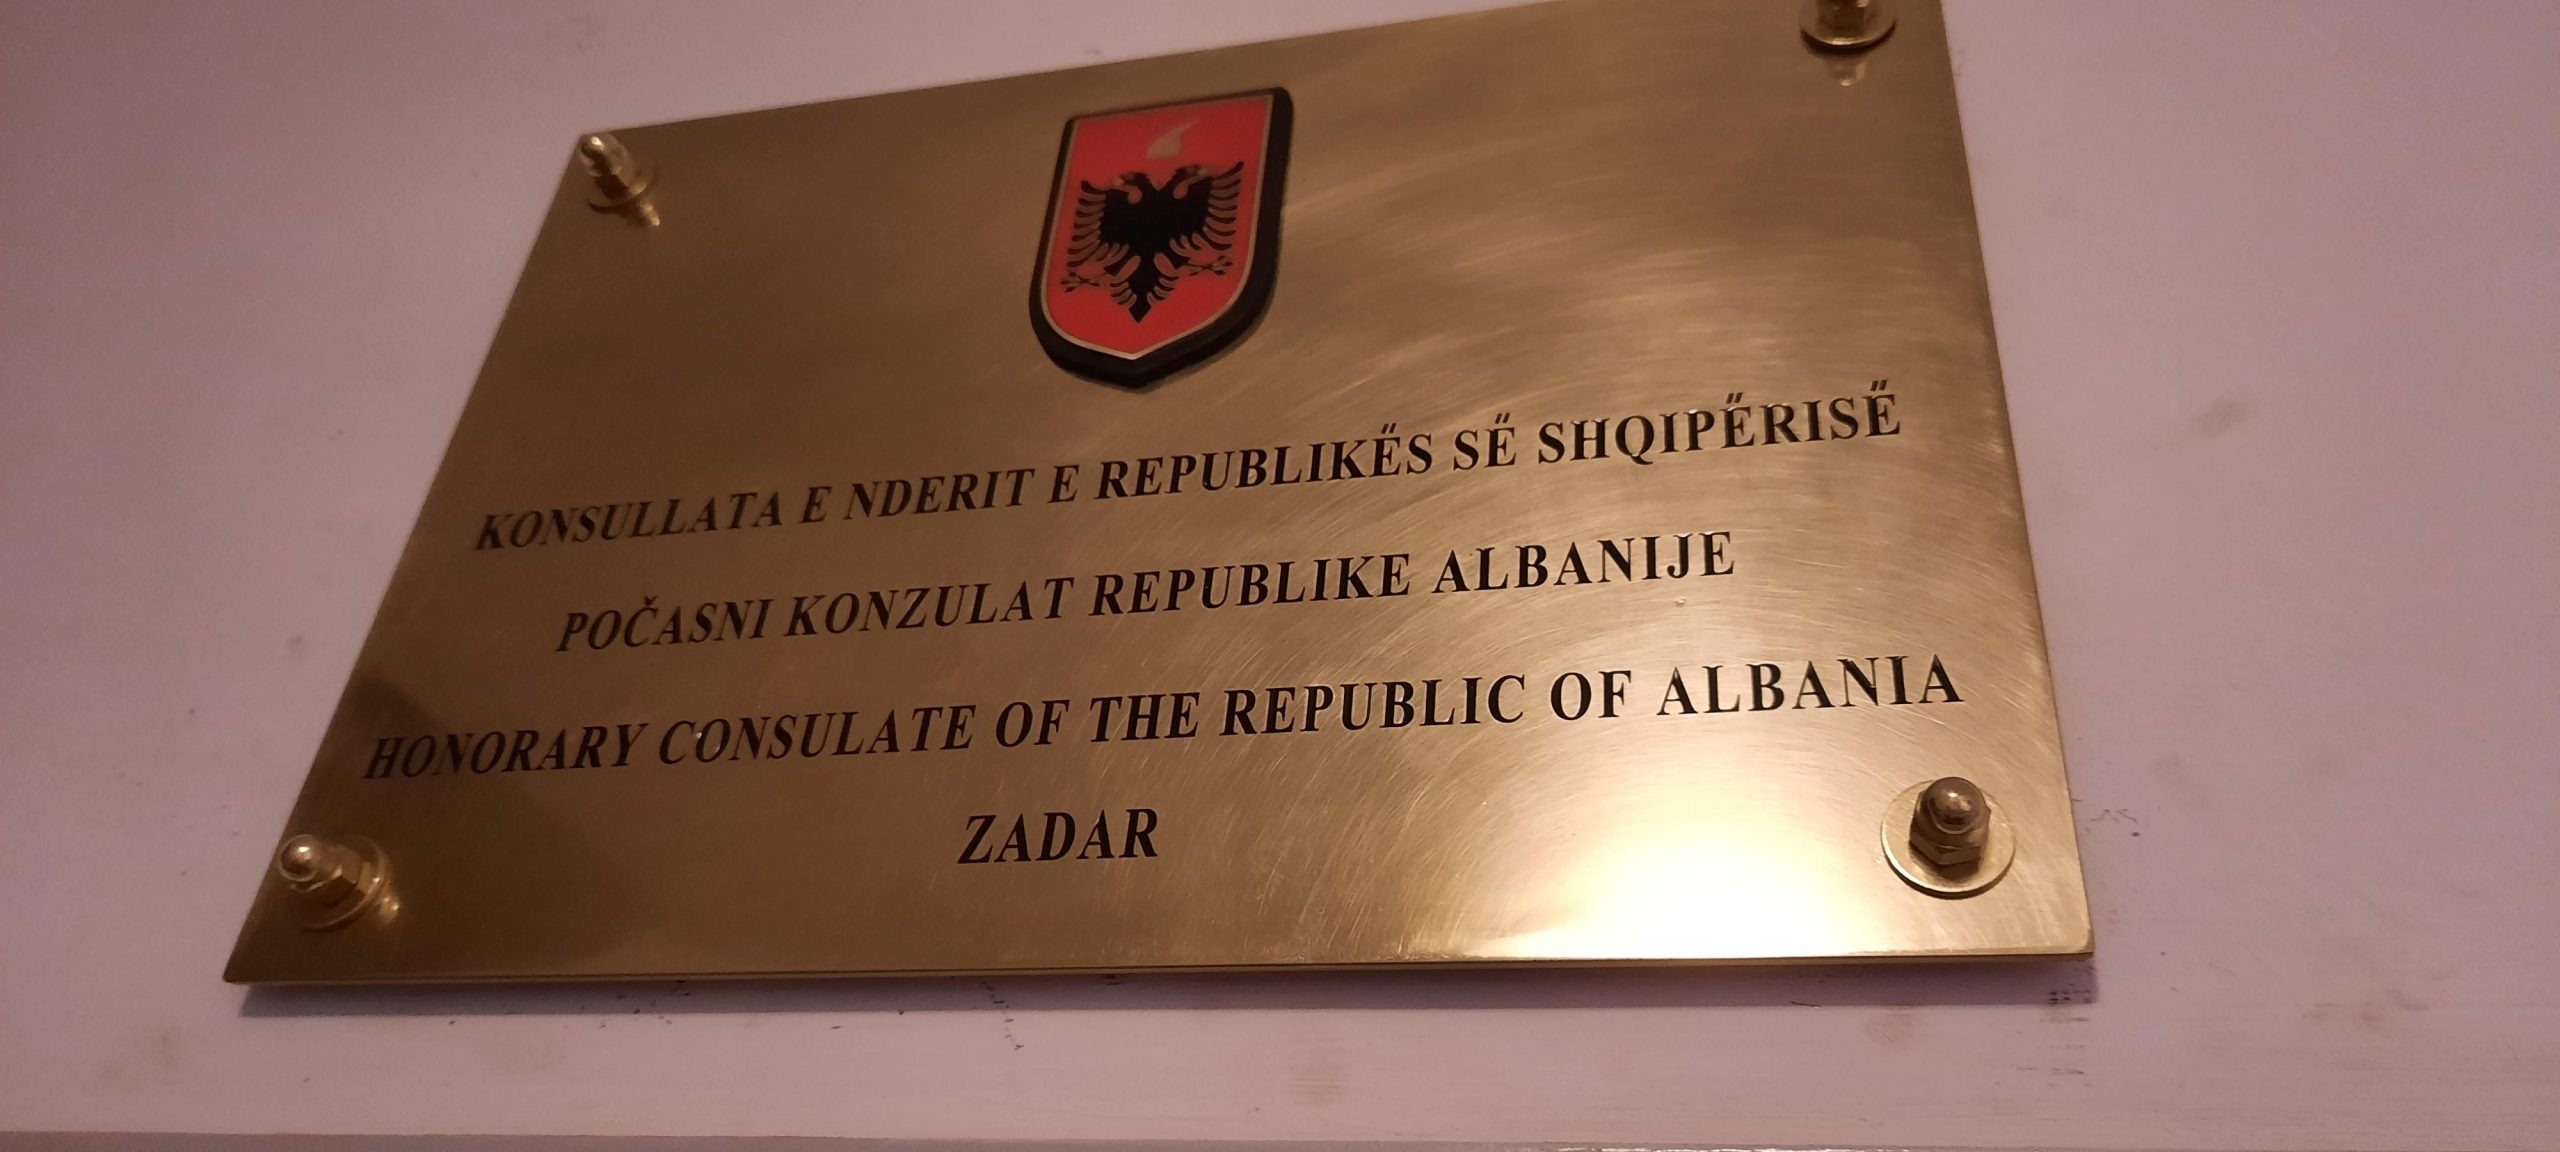 KONSULLATA E NDERIT E REPUBLIKËS SË SHQIPËRISË
POČASNI KONZULAT REPUBLIKE ALBANIJE
HONORARY CONSULATE OF THE REPUBLIC OF ALBANIA
ZADAR